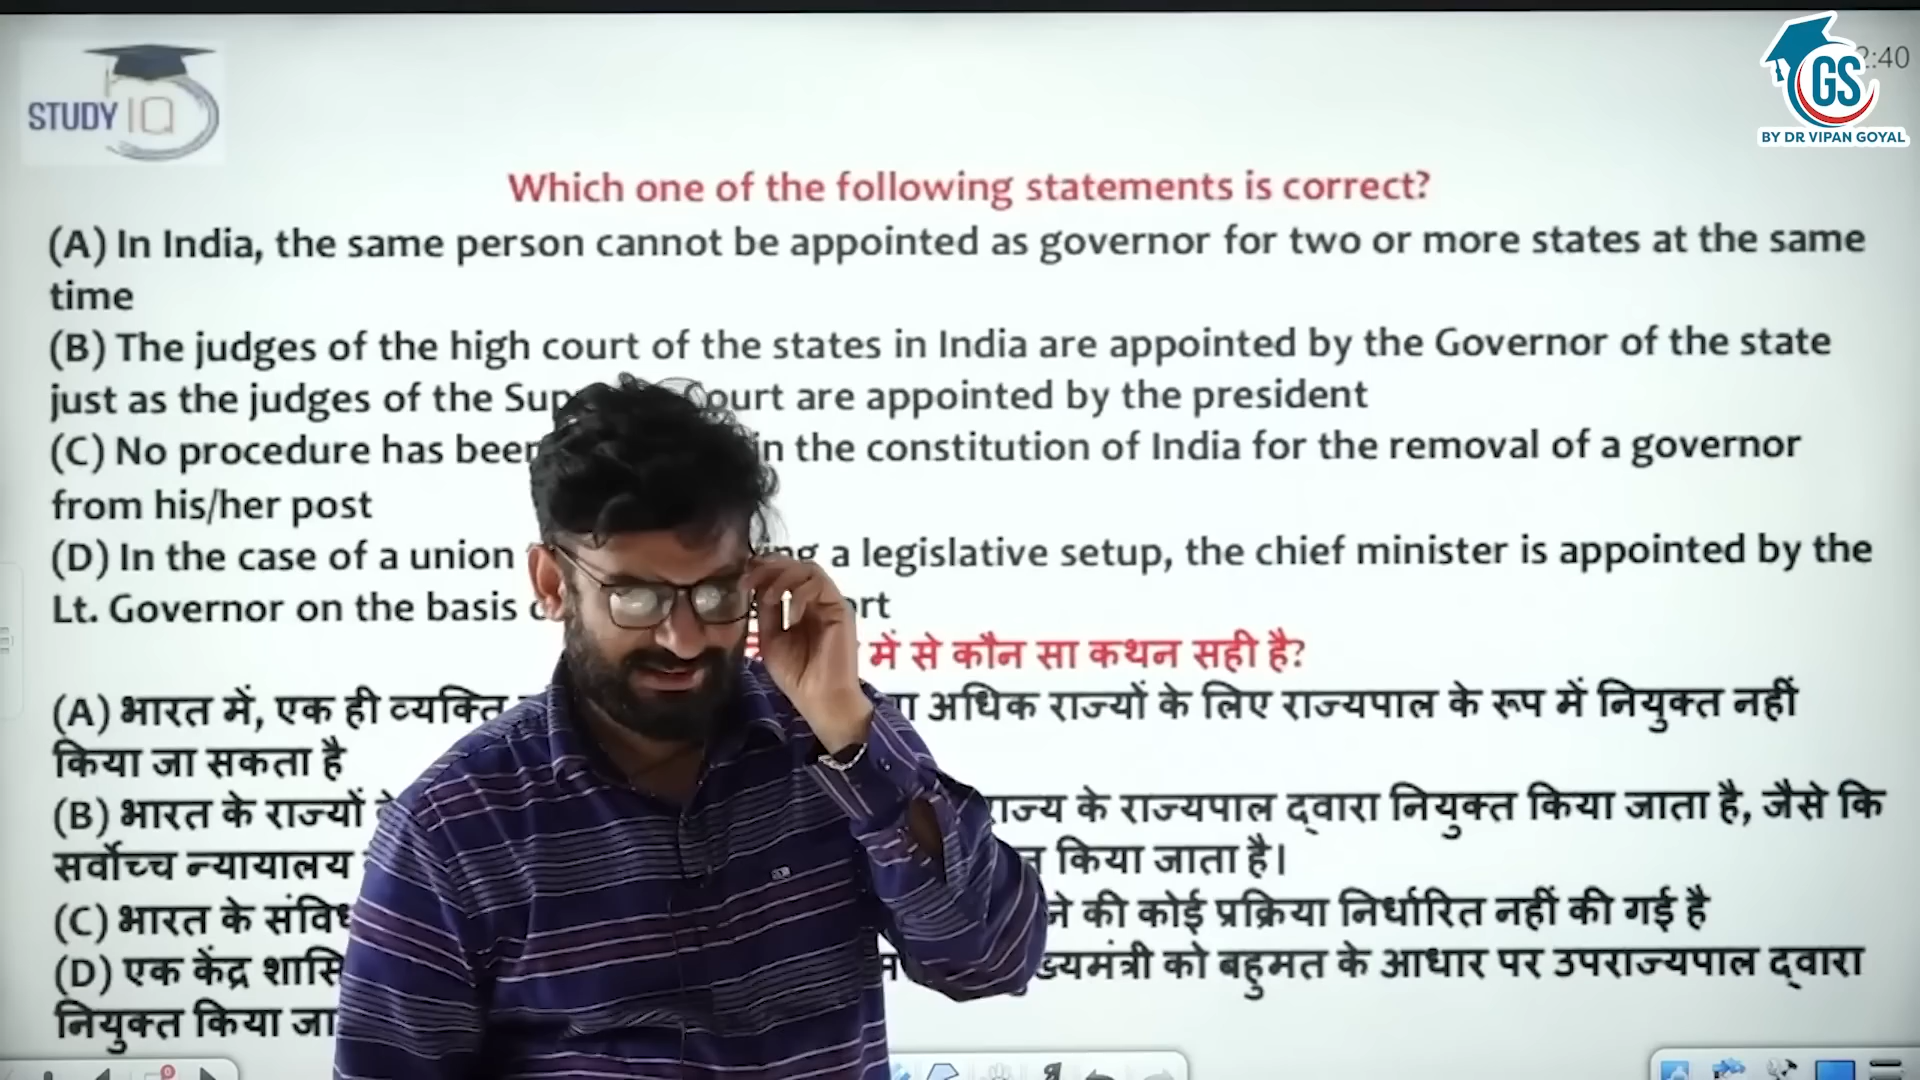 STUDY IQ
GS
:40
BY DR VIPAN GOYAL
Which one of the following statements is correct?
(A) In India, the same person cannot be appointed as governor for two or more states at the same
time
(B) The judges of the high court of the states in India are appointed by the Governor of the state
just as the judges of the Court are appointed by the president
(C) No procedure has been in the constitution of India for the removal of a governor
from his/her post
(D) In the case of a union a legislative setup, the chief minister is appointed by the
Lt. Governor on the basis
में से कौन सा कथन सही है?
(A) भारत में, एक ही व्यक्ति अधिक राज्यों के लिए राज्यपाल के रूप में नियुक्त नहीं
किया जा सकता है
(B) भारत के राज्यों राज्य के राज्यपाल द्वारा नियुक्त किया जाता है, जैसे कि
सर्वोच्च न्यायालय किया जाता है।
(C) भारत के की कोई प्रक्रिया निर्धारित नहीं की गई है
(D) एक केंद्र को बहुमत के आधार पर उपराज्यपाल द्वारा
नियुक्त किया